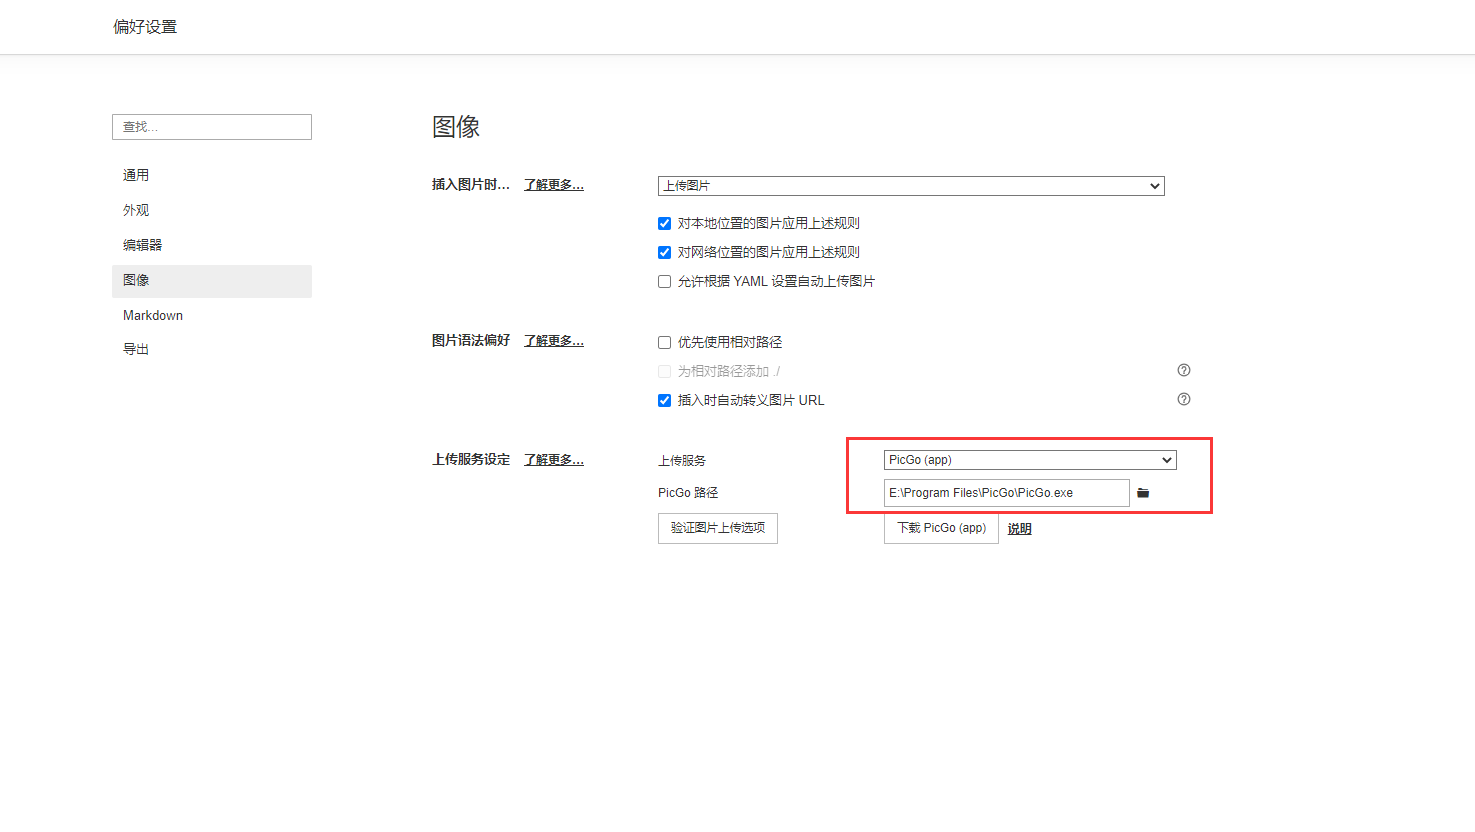 偏好设置
查找...
通用
外观
编辑器
图像
Markdown
导出
图像
插入图片时... 了解更多...
上传图片
对本地位置的图片应用上述规则
对网络位置的图片应用上述规则
允许根据 YAML 设置自动上传图片
图片语法偏好 了解更多...
优先使用相对路径
为相对路径添加 ./
插入时自动转义图片 URL
上传服务设定 了解更多...
上传服务 PicGo (app)
PicGo 路径 E:\Program Files\PicGo\PicGo.exe
验证图片上传选项 下载 PicGo (app) 说明